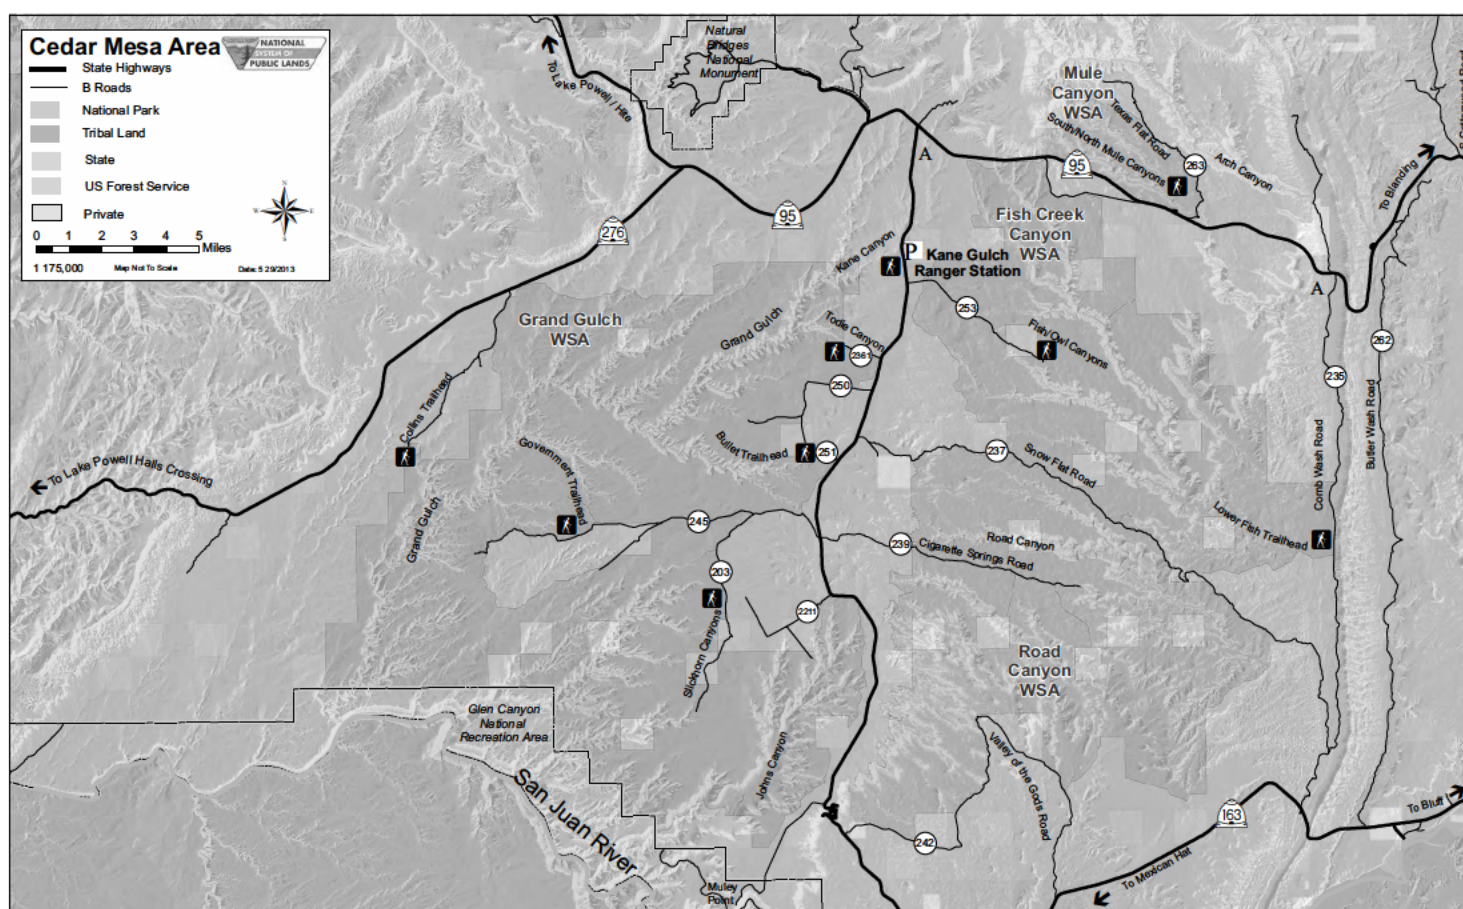 Cedar Mesa Area
NATIONAL
SYSTEM OF
PUBLIC LANDS
State Highways
B Roads
National Park
Tribal Land
State
US Forest Service
Private
N
W
E
S
0 1 2 3 4 5
Miles
1 175,000
Map Not To Scale
Date: 5 29/2013
To Lake Powell / Hite
Natural
Bridges
National
Monument
Mule
Canyon
WSA
Texas Flat Road
South/North Mule Canyons
263
Arch Canyon
95
A
To Blanding
276
95
Fish Creek
Canyon
WSA
Kane Canyon
P
Kane Gulch
Ranger Station
A
Grand Gulch
WSA
Grand Gulch
253
Fish/Owl Canyons
Todie Canyon
2361
262
235
250
Collins Trailhead
Bullet Trailhead
251
237
Snow Flat Road
Comb Wash Road
Butler Wash Road
To Lake Powell Halls Crossing
Government Trailhead
Grand Gulch
245
239
Cigarette Springs Road
Road Canyon
Lower Fish Trailhead
203
Slickhorn Canyons
2211
Road
Canyon
WSA
Glen Canyon
National
Recreation Area
San Juan River
Johns Canyon
Valley of the Gods Road
242
163
To Bluff
To Mexican Hat
Muley
Point